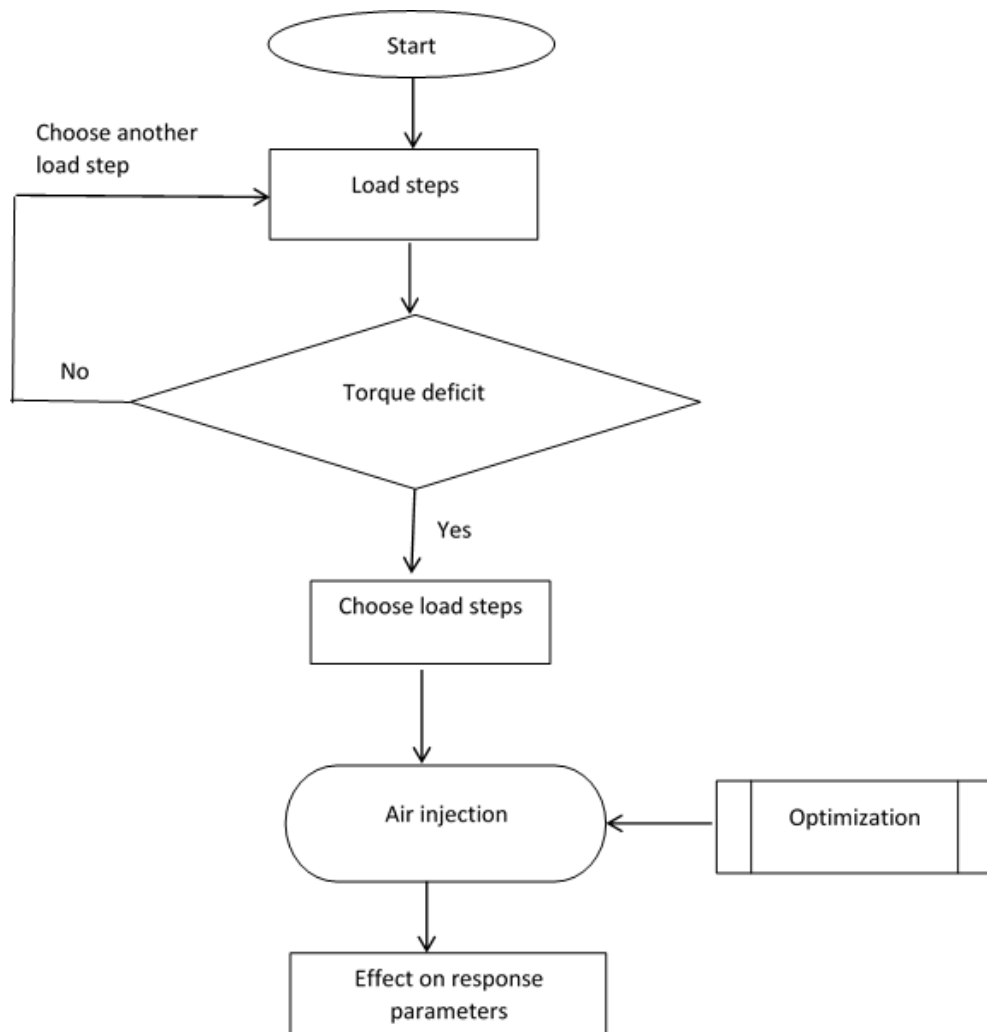 Start
Choose another
load step
Load steps
No
Torque deficit
Yes
Choose load steps
Air injection
Optimization
Effect on response
parameters